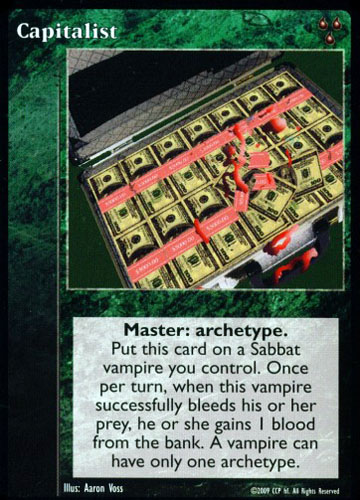 Capitalist
Master: archetype.
Put this card on a Sabbat
vampire you control. Once
per turn, when this vampire
successfully bleeds his or her
prey, he or she gains 1 blood
from the bank. A vampire can
have only one archetype.
Illus: Aaron Voss
©2009 CCP hf. All Rights Reserved